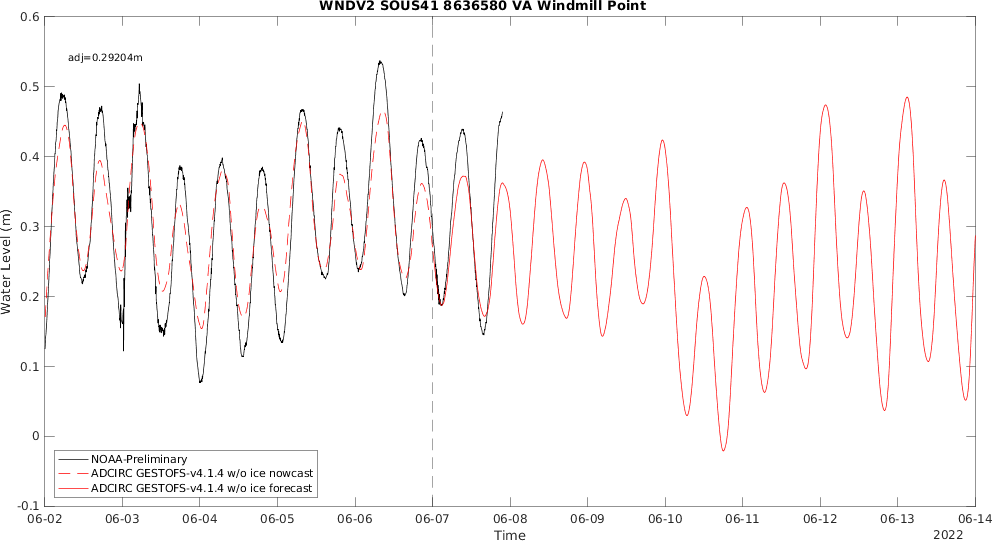 WNDV2 SOUS41 8636580 VA Windmill Point
adj=0.29204m
0.6
0.5
0.4
0.3
0.2
0.1
0
-0.1
Water Level (m)
NOAA-Preliminary
ADCIRC GESTOFS-v4.1.4 w/o ice nowcast
ADCIRC GESTOFS-v4.1.4 w/o ice forecast
06-02 06-03 06-04 06-05 06-06 06-07 06-08 06-09 06-10 06-11 06-12 06-13 06-14
Time
2022